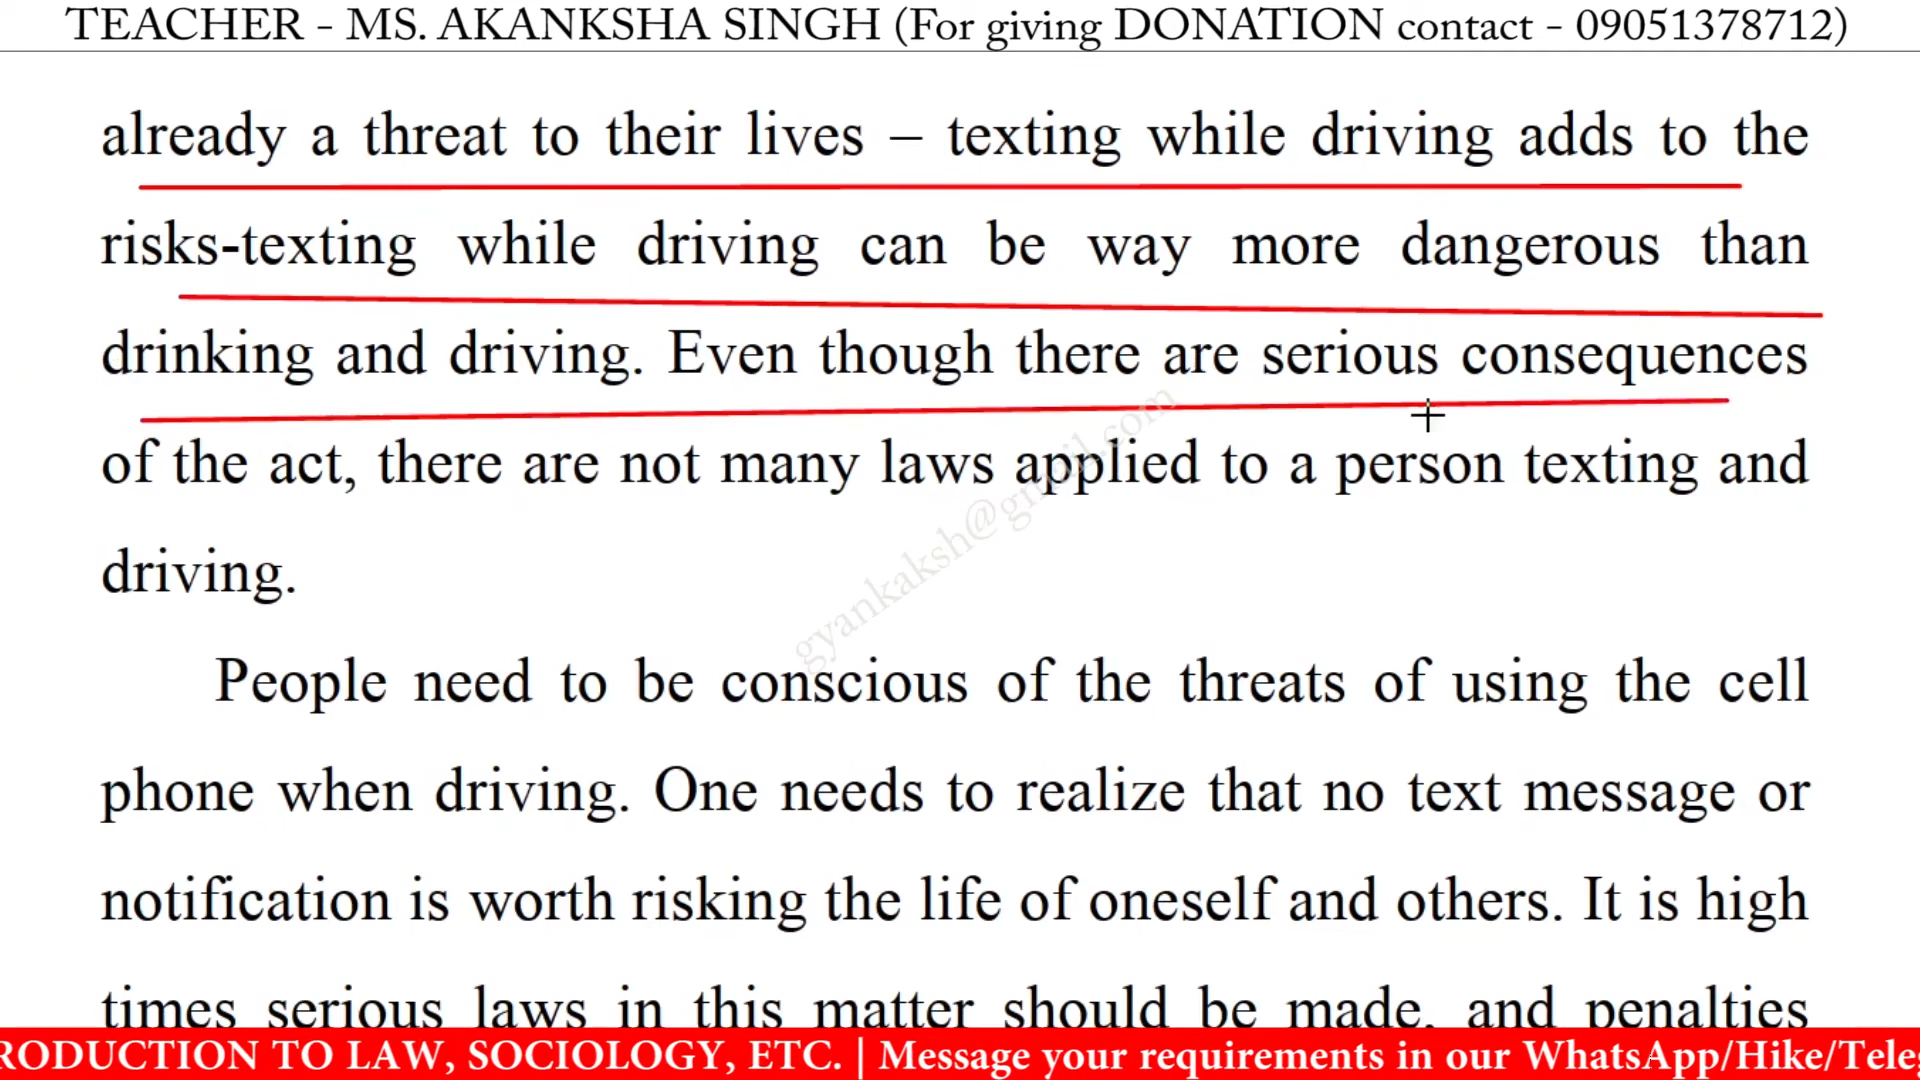 TEACHER - MS. AKANKSHA SINGH (For giving DONATION contact - 09051378712)
already a threat to their lives – texting while driving adds to the
risks-texting while driving can be way more dangerous than
drinking and driving. Even though there are serious consequences
of the act, there are not many laws applied to a person texting and
driving.
gyankaksh@gmail.com
People need to be conscious of the threats of using the cell
phone when driving. One needs to realize that no text message or
notification is worth risking the life of oneself and others. It is high
times serious laws in this matter should be made, and penalties
RODUCTION TO LAW, SOCIOLOGY, ETC. | Message your requirements in our WhatsApp/Hike/Teleg